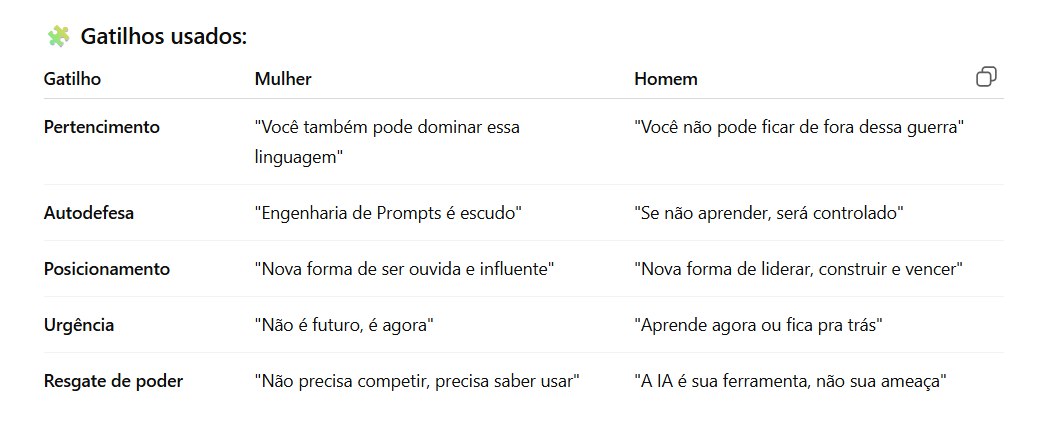 🧩 Gatilhos usados:
Gatilho Mulher Homem
Pertencimento "Você também pode dominar essa linguagem" "Você não pode ficar de fora dessa guerra"
Autodefesa "Engenharia de Prompts é escudo" "Se não aprender, será controlado"
Posicionamento "Nova forma de ser ouvida e influente" "Nova forma de liderar, construir e vencer"
Urgência "Não é futuro, é agora" "Aprende agora ou fica pra trás"
Resgate de poder "Não precisa competir, precisa saber usar" "A IA é sua ferramenta, não sua ameaça"